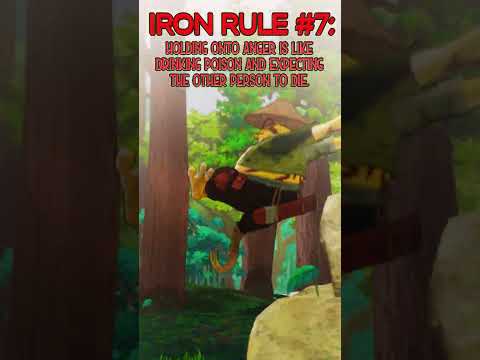 IRON RULE #7:
HOLDING ONTO ANGER IS LIKE
DRINKING POISON AND EXPECTING
THE OTHER PERSON TO DIE.